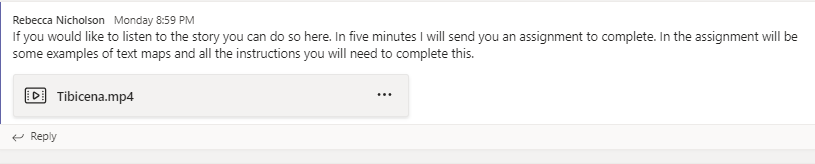 Rebecca Nicholson Monday 8:59 PM
If you would like to listen to the story you can do so here. In five minutes I will send you an assignment to complete. In the assignment will be
some examples of text maps and all the instructions you will need to complete this.
Tibicena.mp4
Reply